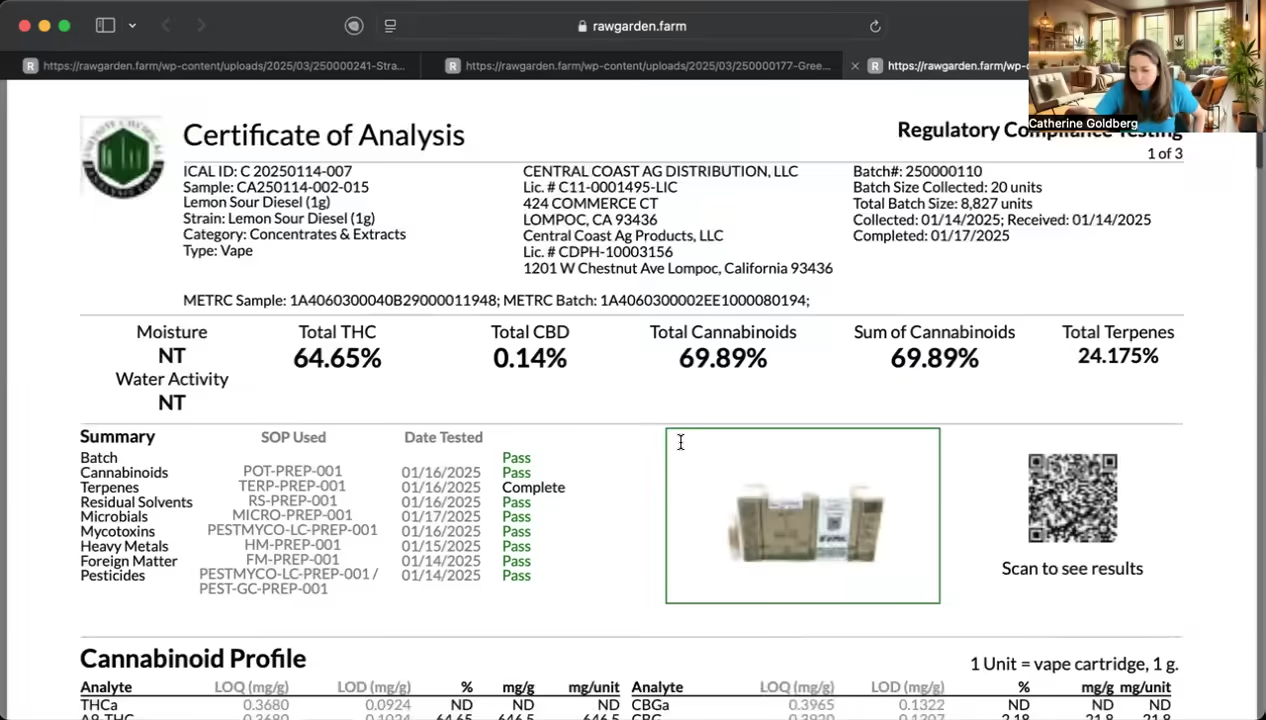 rawgarden.farm
https://rawgarden.farm/wp-content/uploads/2025/03/250000241-Stra...
https://rawgarden.farm/wp-content/uploads/2025/03/250000177-Gree...
https://rawgarden.farm/wp-
Catherine Goldberg
Certificate of Analysis
Regulatory Compliance Testing
1 of 3
ICAL ID: C 20250114-007
Sample: CA250114-002-015
Lemon Sour Diesel (1g)
Strain: Lemon Sour Diesel (1g)
Category: Concentrates & Extracts
Type: Vape
CENTRAL COAST AG DISTRIBUTION, LLC
Lic. # C11-0001495-LIC
424 COMMERCE CT
LOMPOC, CA 93436
Central Coast Ag Products, LLC
Lic. # CDPH-10003156
1201 W Chestnut Ave Lompoc, California 93436
Batch#: 250000110
Batch Size Collected: 20 units
Total Batch Size: 8,827 units
Collected: 01/14/2025; Received: 01/14/2025
Completed: 01/17/2025
METRC Sample: 1A4060300040B29000011948; METRC Batch: 1A4060300002EE1000080194;
Moisture
NT
Water Activity
NT
Total THC
64.65%
Total CBD
0.14%
Total Cannabinoids
69.89%
Sum of Cannabinoids
69.89%
Total Terpenes
24.175%
Summary SOP Used Date Tested
Batch Pass
Cannabinoids POT-PREP-001 01/16/2025 Pass
Terpenes TERP-PREP-001 01/16/2025 Complete
Residual Solvents RS-PREP-001 01/16/2025 Pass
Microbials MICRO-PREP-001 01/17/2025 Pass
Mycotoxins PESTMYCO-LC-PREP-001 01/16/2025 Pass
Heavy Metals HM-PREP-001 01/15/2025 Pass
Foreign Matter FM-PREP-001 01/14/2025 Pass
Pesticides PESTMYCO-LC-PREP-001 / 01/14/2025 Pass
PEST-GC-PREP-001
Scan to see results
Cannabinoid Profile
1 Unit = vape cartridge, 1 g.
Analyte LOQ (mg/g) LOD (mg/g) % mg/g mg/unit Analyte LOQ (mg/g) LOD (mg/g) % mg/g mg/unit
THCa 0.3680 0.0924 ND ND ND CBGa 0.3965 0.1322 ND ND ND